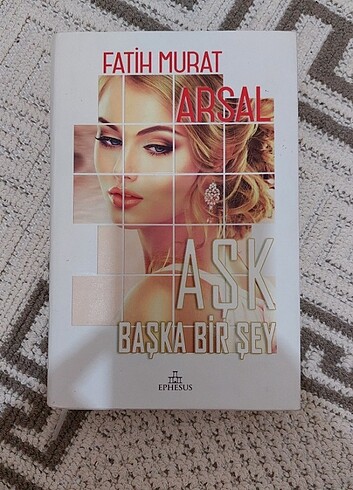 FATİH MURAT
ARSAL
AŞK
BAŞKA BİR ŞEY
EPHESUS